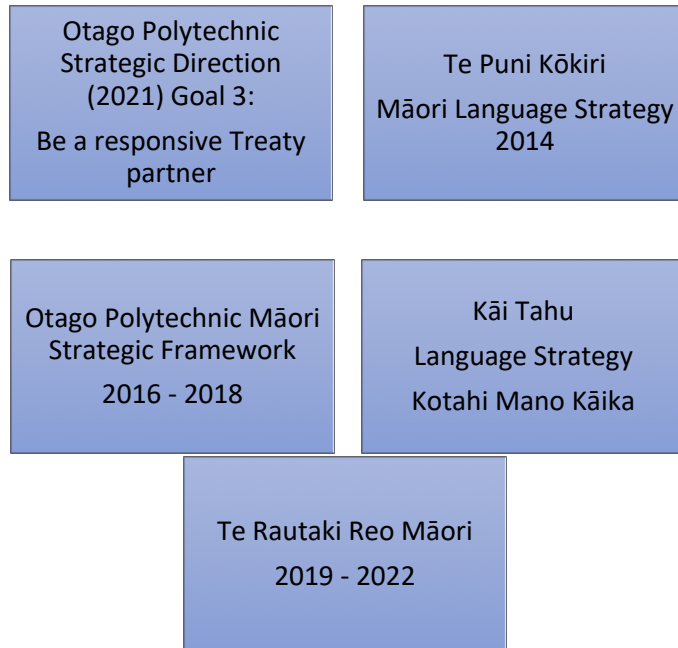 Otago Polytechnic
Strategic Direction
(2021) Goal 3:
Be a responsive Treaty
partner
Te Puni Kōkiri
Māori Language Strategy
2014
Otago Polytechnic Māori
Strategic Framework
2016 - 2018
Kāi Tahu
Language Strategy
Kotahi Mano Kāika
Te Rautaki Reo Māori
2019 - 2022